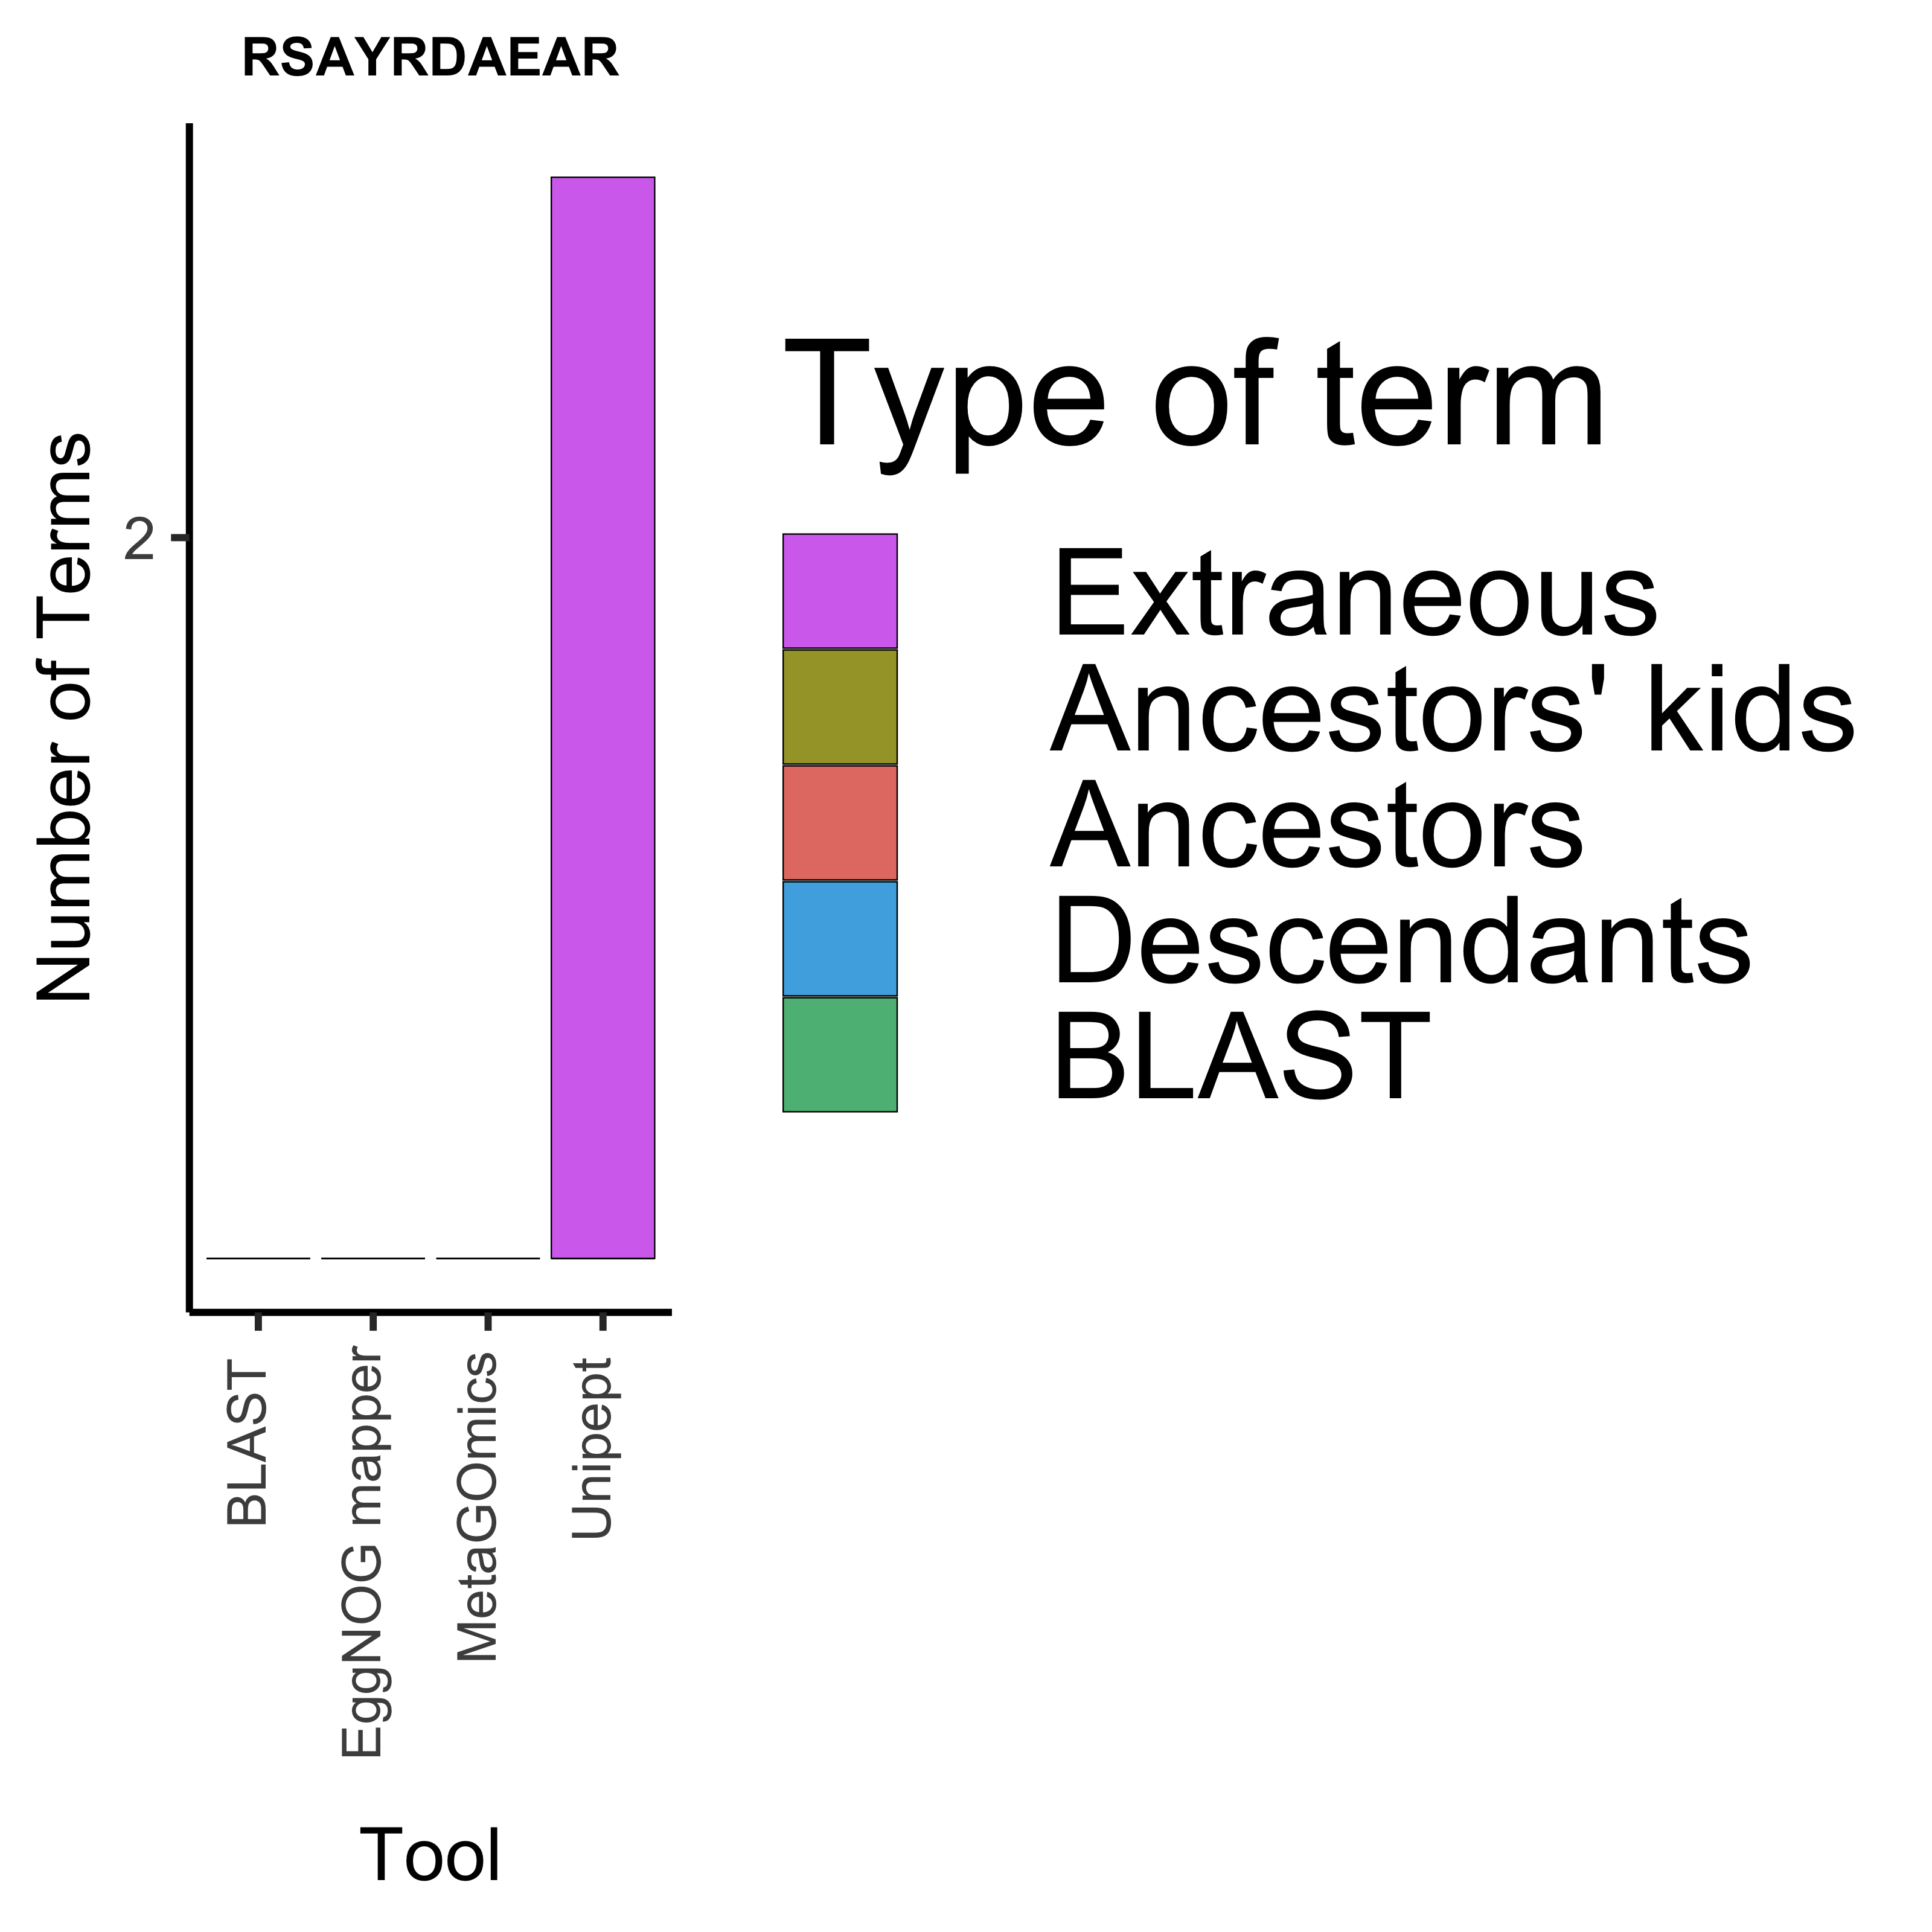 RSAYRDAEAR
Number of Terms
2
BLAST
EggNOG mapper
MetaGOmics
Unipept
Tool
Type of term
Extraneous
Ancestors' kids
Ancestors
Descendants
BLAST